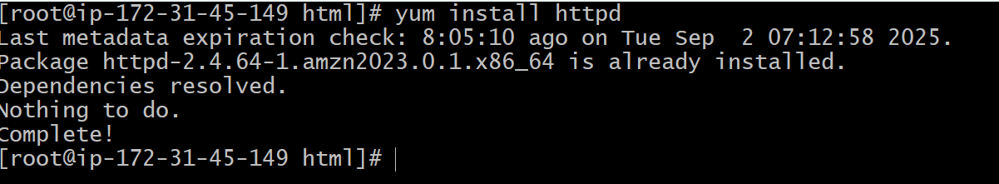 [root@ip-172-31-45-149 html]# yum install httpd
Last metadata expiration check: 8:05:10 ago on Tue Sep  2 07:12:58 2025.
Package httpd-2.4.64-1.amzn2023.0.1.x86_64 is already installed.
Dependencies resolved.
Nothing to do.
Complete!
[root@ip-172-31-45-149 html]#